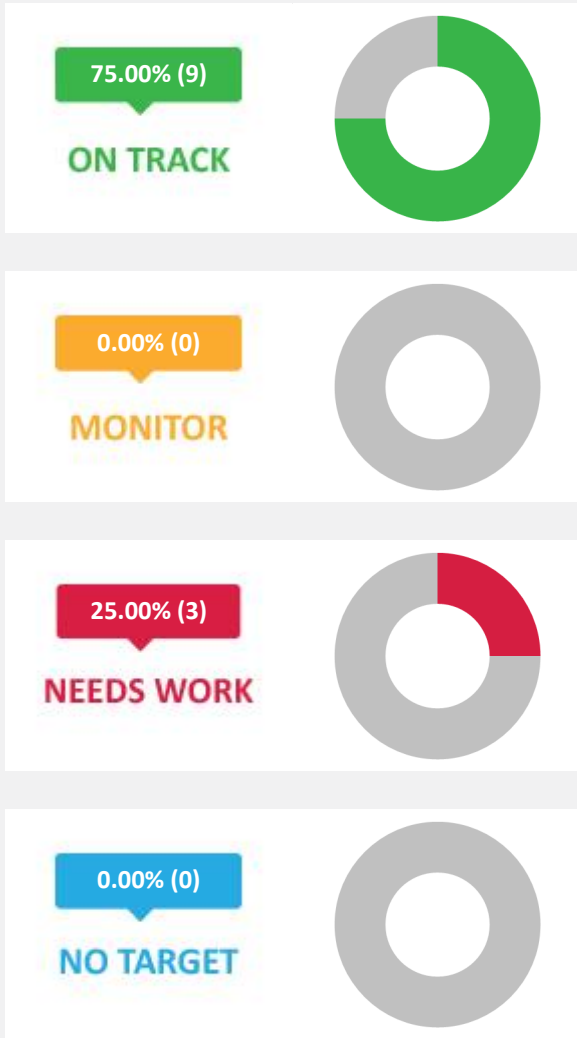 75.00% (9)
ON TRACK
0.00% (0)
MONITOR
25.00% (3)
NEEDS WORK
0.00% (0)
NO TARGET